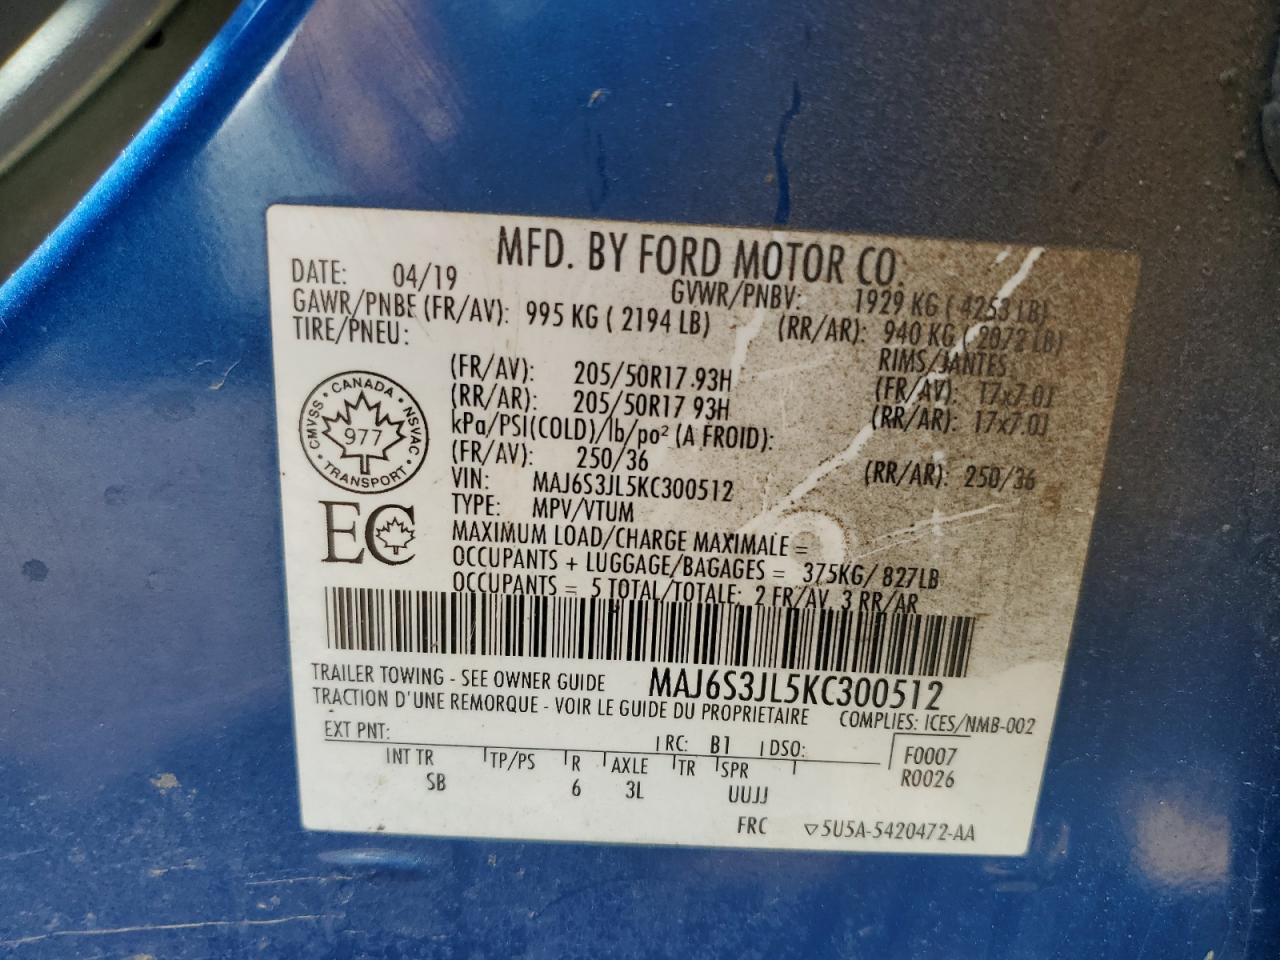 MFD. BY FORD MOTOR CO.
DATE: 04/19 GVWR/PNBV: 1929 KG ( 4253 LB)
GAWR/PNBE (FR/AV): 995 KG ( 2194 LB) (RR/AR): 940 KG ( 2072 LB)
TIRE/PNEU: RIMS/JANTES:
(FR/AV): 205/50R17 93H (FR/AV): 17x7.0J
(RR/AR): 205/50R17 93H (RR/AR): 17x7.0J
kPa/PSI(COLD)/lb/po² (A FROID):
(FR/AV): 250/36 (RR/AR): 250/36
VIN: MAJ6S3JL5KC300512
TYPE: MPV/VTUM
MAXIMUM LOAD/CHARGE MAXIMALE =
OCCUPANTS + LUGGAGE/BAGAGES = 375KG/ 827LB
OCCUPANTS = 5 TOTAL/TOTALE: 2 FR/AV, 3 RR/AR
CANADA · NSVAC · TRANSPORT · CMVSS ·
977
EC
MAJ6S3JL5KC300512
TRAILER TOWING - SEE OWNER GUIDE
TRACTION D'UNE REMORQUE - VOIR LE GUIDE DU PROPRIETAIRE COMPLIES: ICES/NMB-002
EXT PNT: RC: B1 DSO: F0007
INT TR TP/PS R AXLE TR SPR R0026
SB 6 3L UUJJ
FRC ▽5U5A-5420472-AA